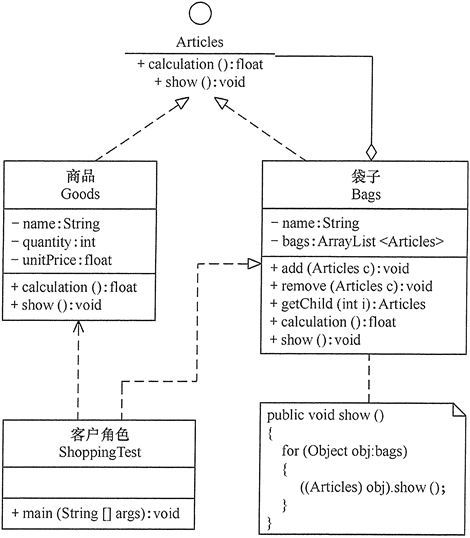 Articles
+ calculation ():float
+ show ():void
商品
Goods
- name:String
- quantity:int
- unitPrice:float
+ calculation ():float
+ show ():void
袋子
Bags
- name:String
- bags:ArrayList <Articles>
+ add (Articles c):void
+ remove (Articles c):void
+ getChild (int i):Articles
+ calculation ():float
+ show ():void
客户角色
ShoppingTest
+ main (String [] args):void
public void show ()
{
for (Object obj:bags)
{
((Articles) obj).show ();
}
}